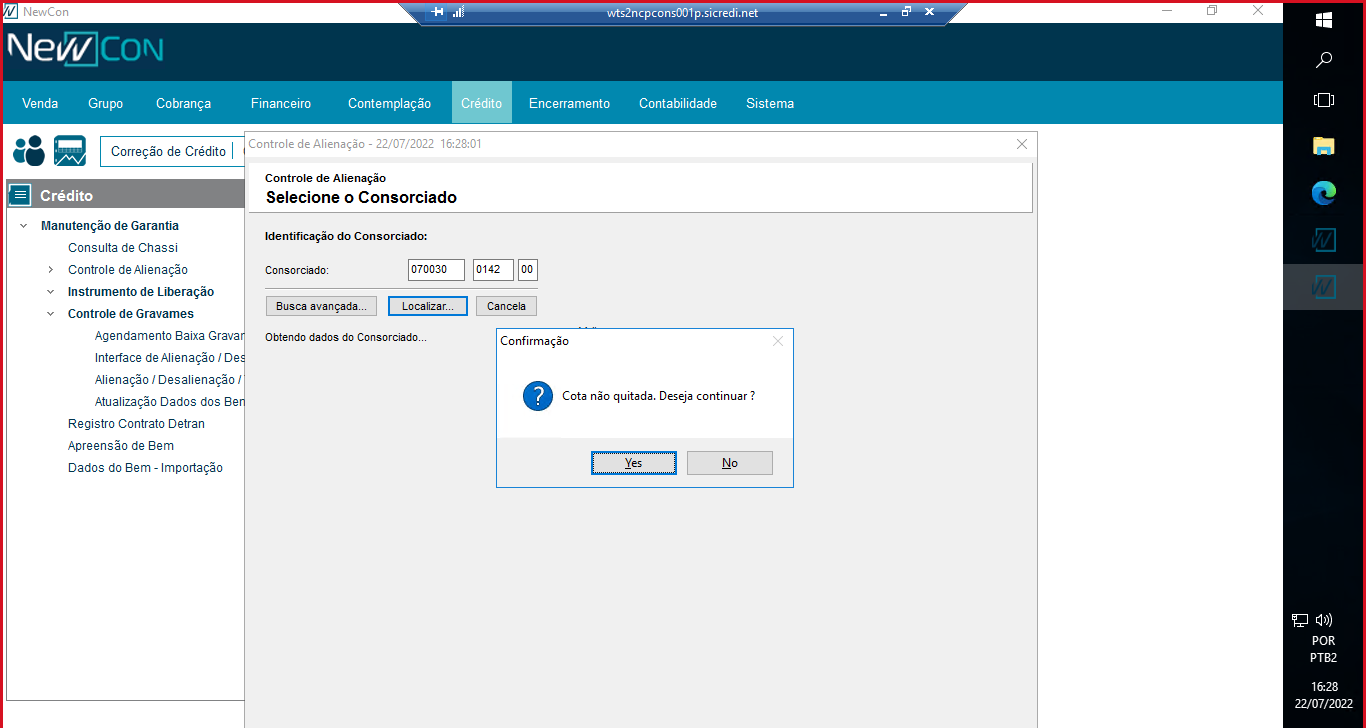 NewCon
wts2ncpcons001p.sicredi.net
NewCon
Venda Grupo Cobrança Financeiro Contemplação Crédito Encerramento Contabilidade Sistema
Correção de Crédito
Crédito
Manutenção de Garantia
Consulta de Chassi
Controle de Alienação
Instrumento de Liberação
Controle de Gravames
Agendamento Baixa Gravar
Interface de Alienação / Des
Alienação / Desalienação /
Atualização Dados dos Ben
Registro Contrato Detran
Apreensão de Bem
Dados do Bem - Importação
Controle de Alienação - 22/07/2022 16:28:01
Controle de Alienação
Selecione o Consorciado
Identificação do Consorciado:
Consorciado: 070030 0142 00
Busca avançada... Localizar... Cancela
Obtendo dados do Consorciado...
Confirmação
Cota não quitada. Deseja continuar ?
Yes No
POR
PTB2
16:28
22/07/2022